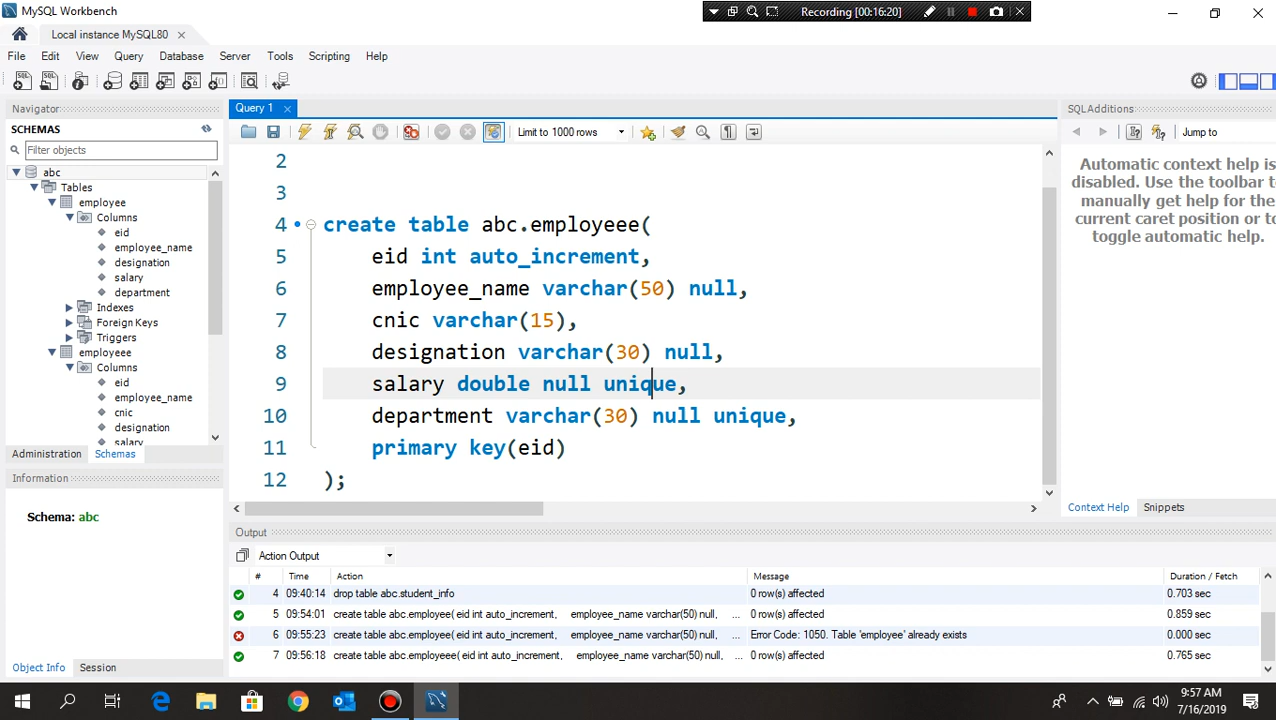 MySQL Workbench
Recording [00:16:20]
Local instance MySQL80
File Edit View Query Database Server Tools Scripting Help
Navigator
SCHEMAS
Filter objects
abc
Tables
employee
Columns
eid
employee_name
designation
salary
department
Indexes
Foreign Keys
Triggers
employeee
Columns
eid
employee_name
cnic
designation
salary
Administration Schemas
Information
Schema: abc
Object Info Session
Query 1
Limit to 1000 rows
2
3
4 create table abc.employeee(
5 eid int auto_increment,
6 employee_name varchar(50) null,
7 cnic varchar(15),
8 designation varchar(30) null,
9 salary double null unique,
10 department varchar(30) null unique,
11 primary key(eid)
12 );
SQLAdditions
Jump to
Automatic context help is
disabled. Use the toolbar t
manually get help for the
current caret position or to
toggle automatic help.
Context Help Snippets
Output
Action Output
# Time Action Message Duration / Fetch
4 09:40:14 drop table abc.student_info 0 row(s) affected 0.703 sec
5 09:54:01 create table abc.employee( eid int auto_increment, employee_name varchar(50) null, ... 0 row(s) affected 0.859 sec
6 09:55:23 create table abc.employee( eid int auto_increment, employee_name varchar(50) null, ... Error Code: 1050. Table 'employee' already exists 0.000 sec
7 09:56:18 create table abc.employeee( eid int auto_increment, employee_name varchar(50) null, ... 0 row(s) affected 0.765 sec
9:57 AM
7/16/2019